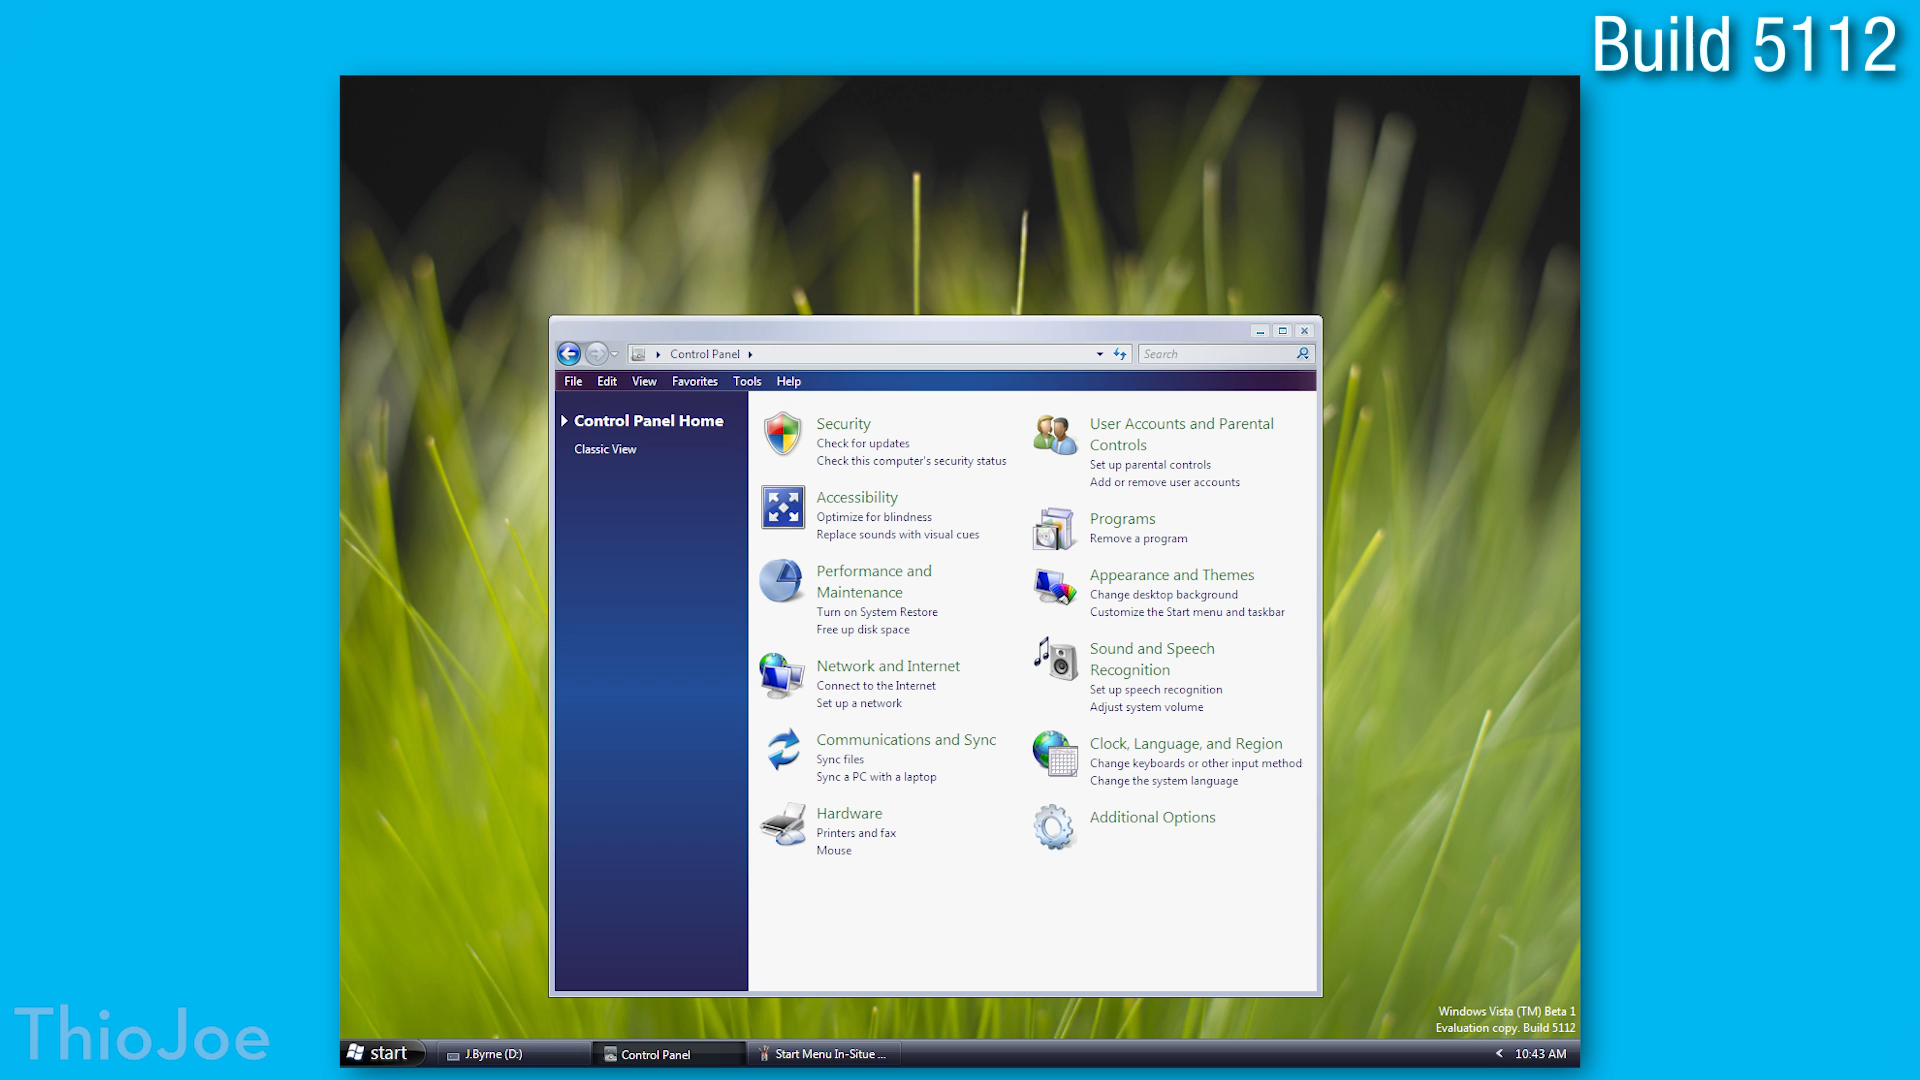 Build 5112
Control Panel
Search
File Edit View Favorites Tools Help
Control Panel Home
Classic View
Security
Check for updates
Check this computer's security status
Accessibility
Optimize for blindness
Replace sounds with visual cues
Performance and
Maintenance
Turn on System Restore
Free up disk space
Network and Internet
Connect to the Internet
Set up a network
Communications and Sync
Sync files
Sync a PC with a laptop
Hardware
Printers and fax
Mouse
User Accounts and Parental
Controls
Set up parental controls
Add or remove user accounts
Programs
Remove a program
Appearance and Themes
Change desktop background
Customize the Start menu and taskbar
Sound and Speech
Recognition
Set up speech recognition
Adjust system volume
Clock, Language, and Region
Change keyboards or other input method
Change the system language
Additional Options
Windows Vista (TM) Beta 1
Evaluation copy. Build 5112
ThioJoe
start J.Byrne (D:) Control Panel Start Menu In-Situe ... 10:43 AM